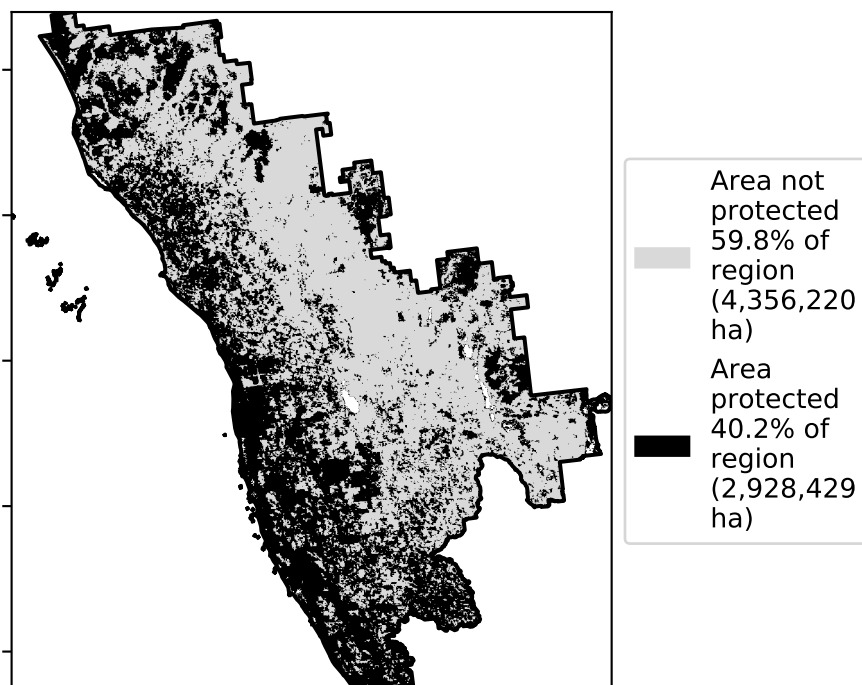 Area not
protected
59.8% of
region
(4,356,220
ha)
Area
protected
40.2% of
region
(2,928,429
ha)